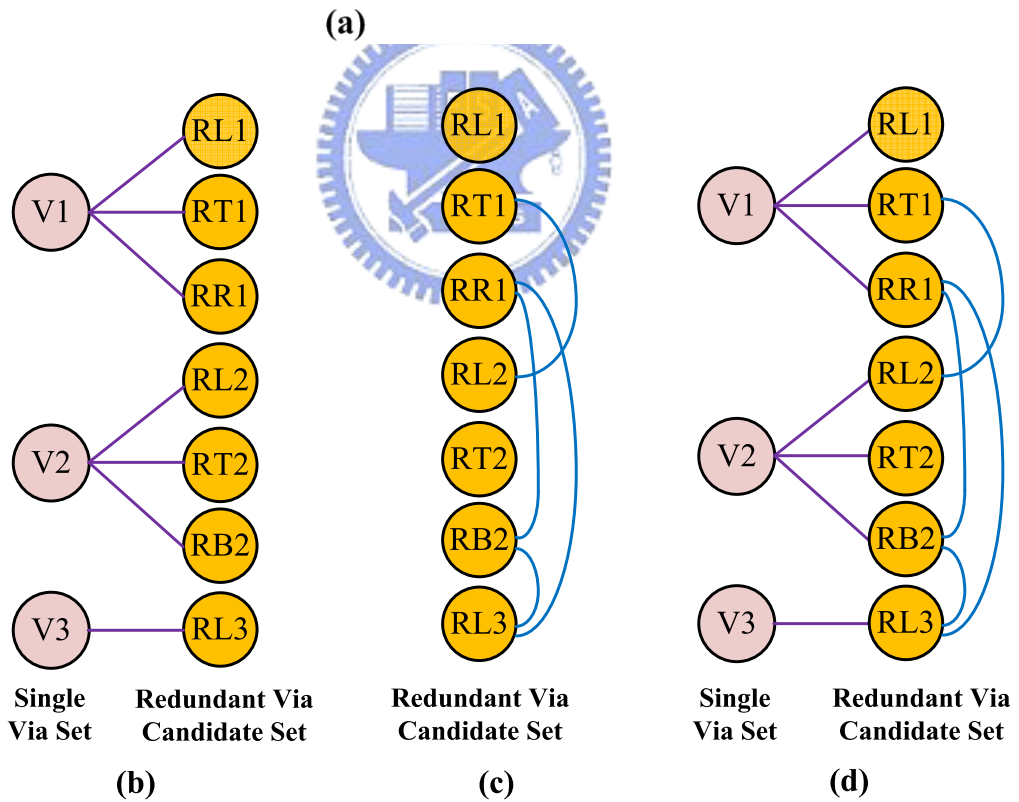 (a)
V1
V2
V3
RL1
RT1
RR1
RL2
RT2
RB2
RL3
Single
Via Set
Redundant Via
Candidate Set
(b)
RL1
RT1
RR1
RL2
RT2
RB2
RL3
Redundant Via
Candidate Set
(c)
V1
V2
V3
RL1
RT1
RR1
RL2
RT2
RB2
RL3
Single
Via Set
Redundant Via
Candidate Set
(d)